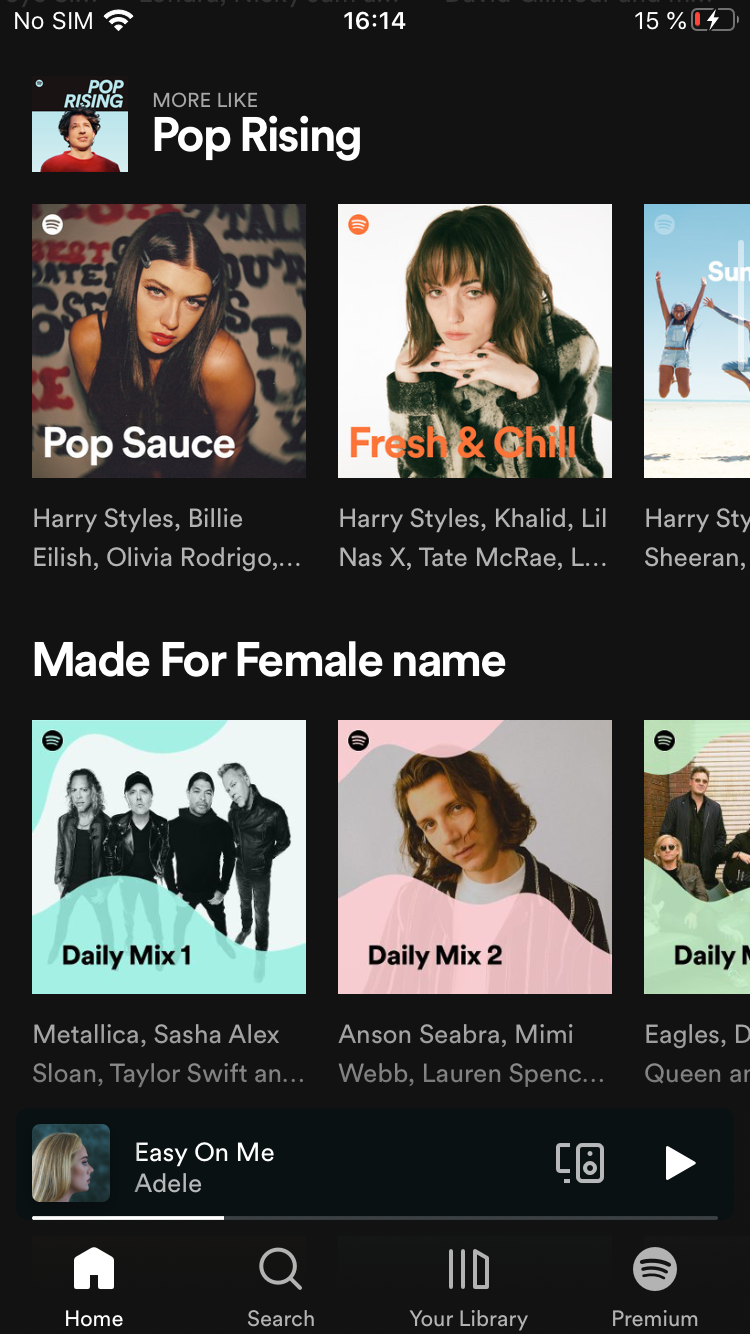 No SIM 16:14 15 %
POP
RISING
MORE LIKE
Pop Rising
Pop Sauce
Fresh & Chill
Sun
Harry Styles, Billie
Eilish, Olivia Rodrigo,...
Harry Styles, Khalid, Lil
Nas X, Tate McRae, L...
Harry Sty
Sheeran,
Made For Female name
Daily Mix 1
Daily Mix 2
Daily M
Metallica, Sasha Alex
Sloan, Taylor Swift an...
Anson Seabra, Mimi
Webb, Lauren Spenc...
Eagles, D
Queen an
Easy On Me
Adele
Home
Search
Your Library
Premium